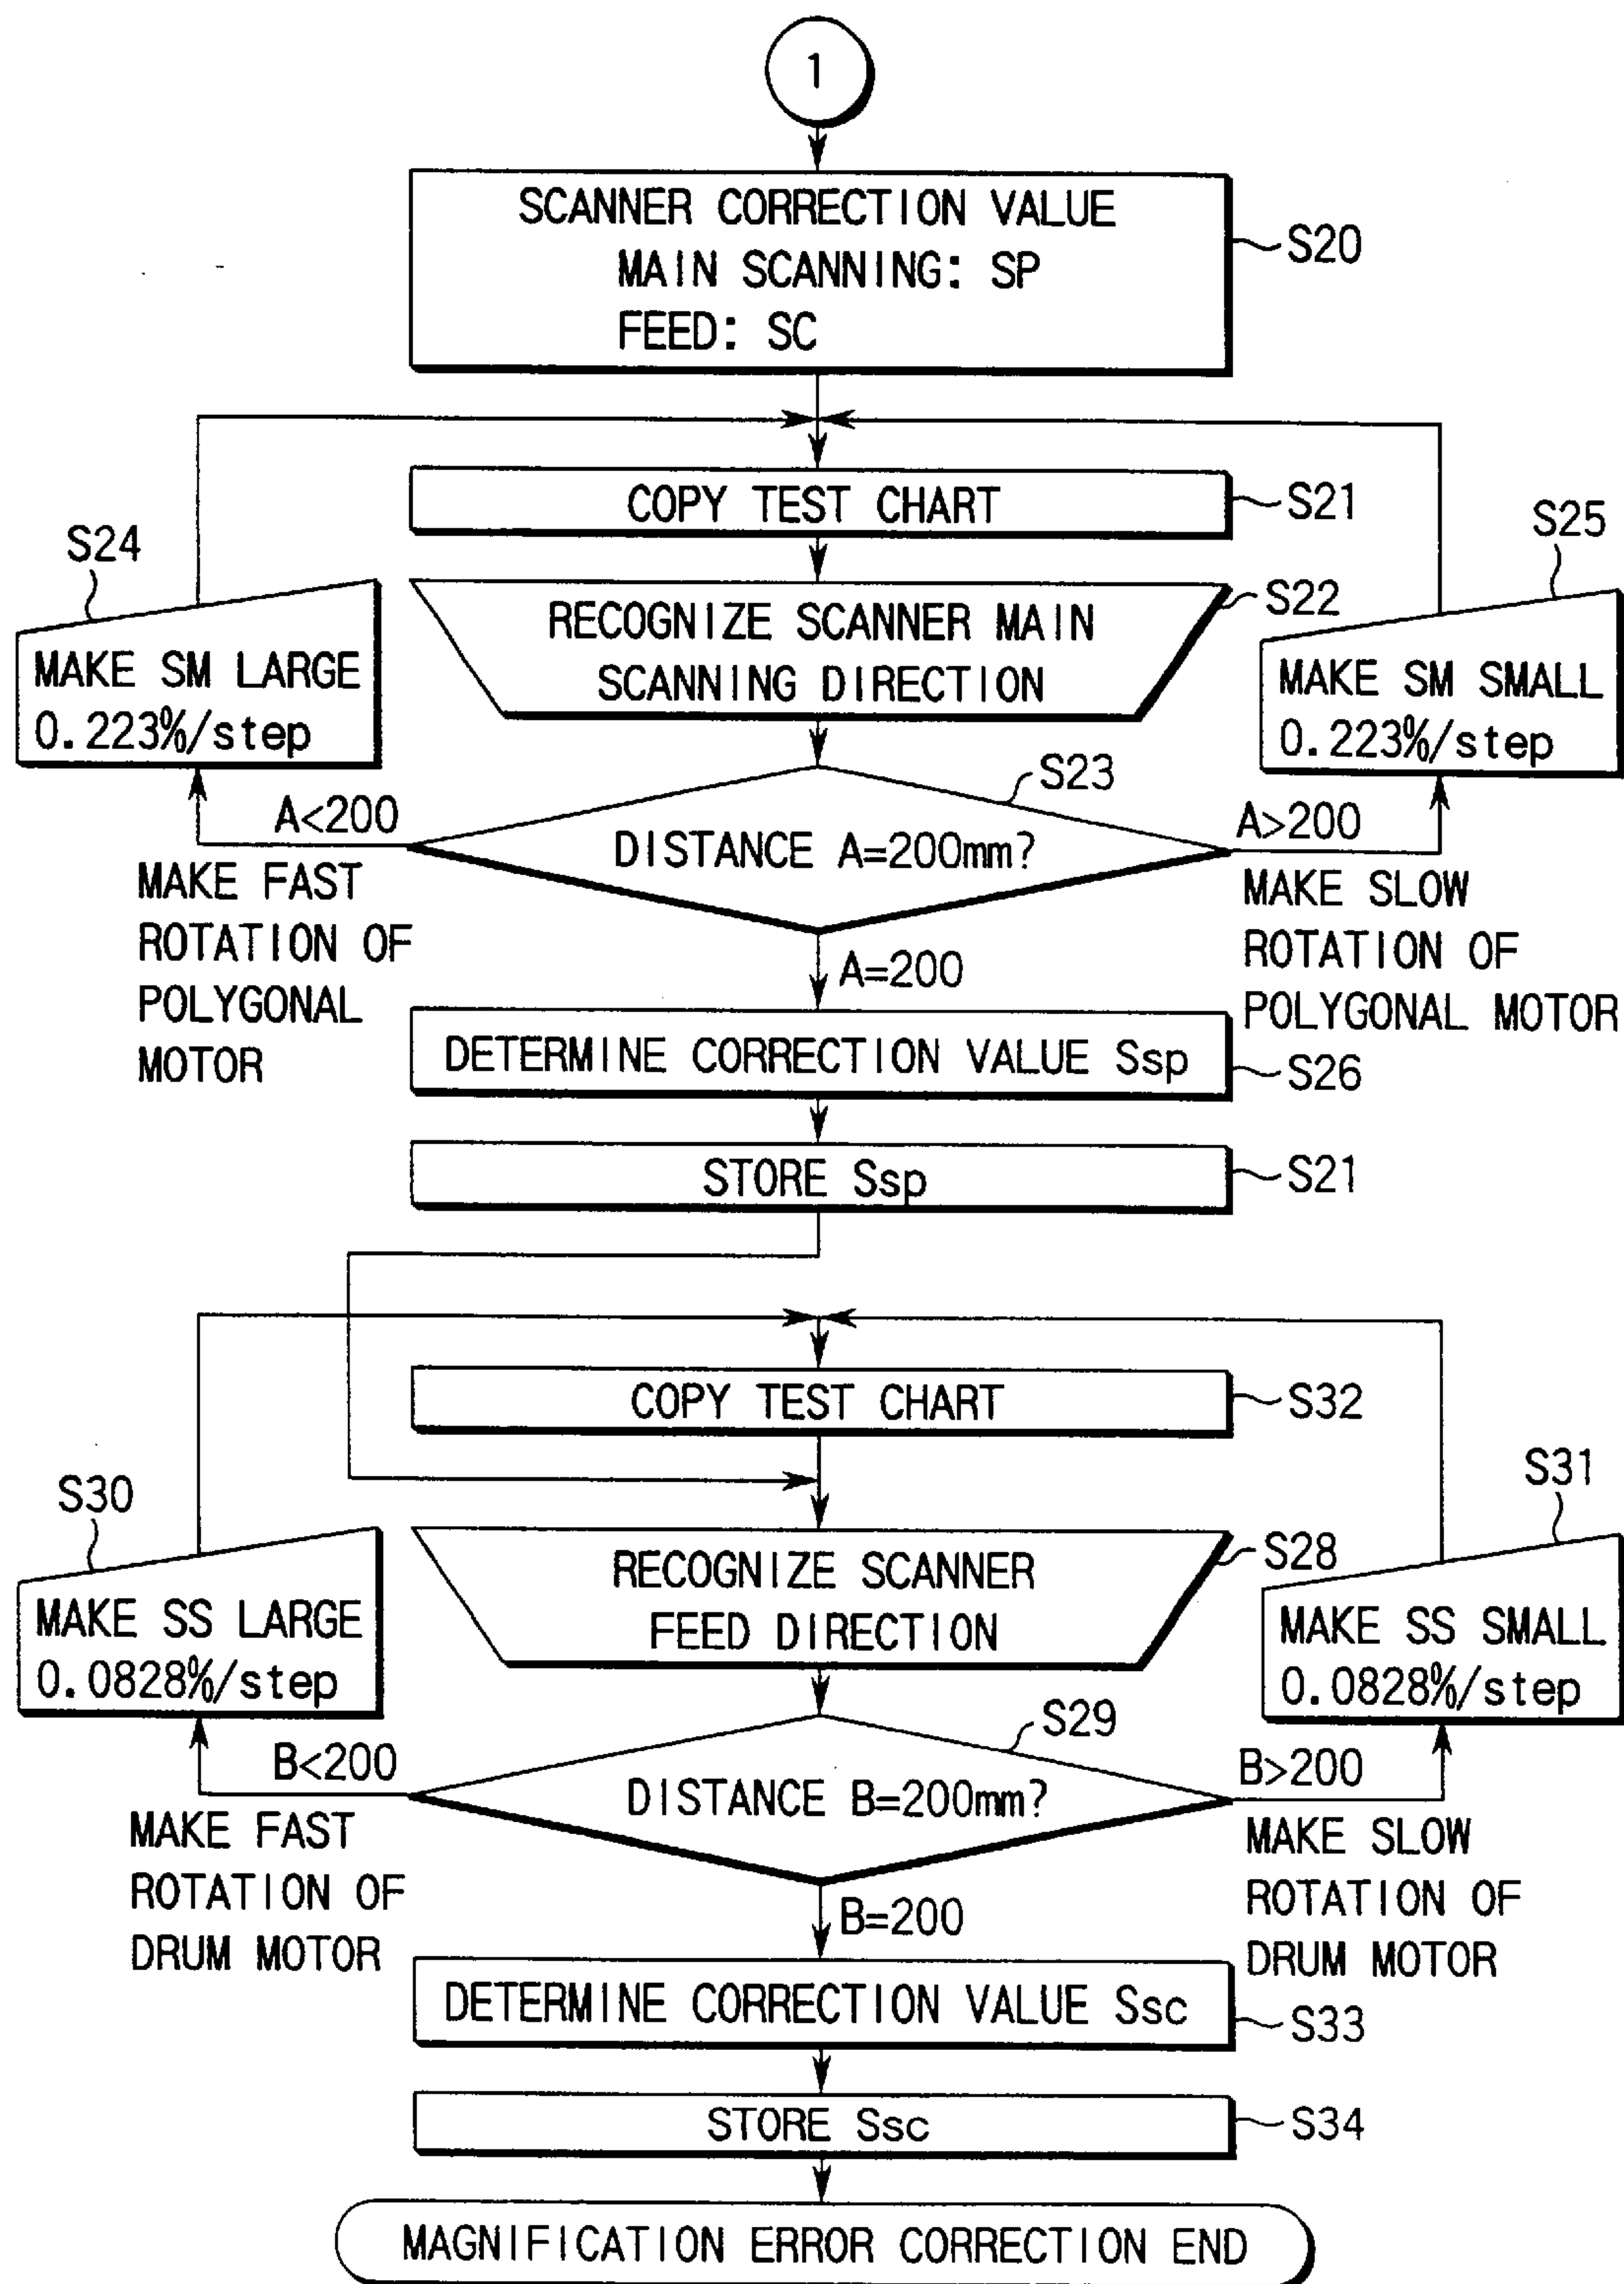 1
SCANNER CORRECTION VALUE
MAIN SCANNING: SP
FEED: SC
S20
COPY TEST CHART
S21
S24
S25
RECOGNIZE SCANNER MAIN
SCANNING DIRECTION
S22
MAKE SM LARGE
0.223%/step
MAKE SM SMALL
0.223%/step
S23
A<200
DISTANCE A=200mm?
A>200
MAKE FAST
ROTATION OF
POLYGONAL
MOTOR
MAKE SLOW
ROTATION OF
POLYGONAL MOTOR
A=200
DETERMINE CORRECTION VALUE Ssp
S26
STORE Ssp
S21
COPY TEST CHART
S32
S30
S31
RECOGNIZE SCANNER
FEED DIRECTION
S28
MAKE SS LARGE
0.0828%/step
MAKE SS SMALL
0.0828%/step
S29
B<200
DISTANCE B=200mm?
B>200
MAKE FAST
ROTATION OF
DRUM MOTOR
MAKE SLOW
ROTATION OF
DRUM MOTOR
B=200
DETERMINE CORRECTION VALUE Ssc
S33
STORE Ssc
S34
MAGNIFICATION ERROR CORRECTION END